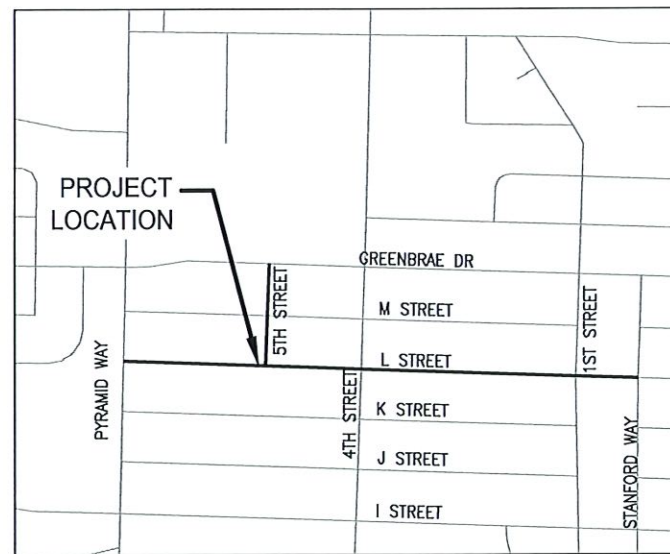 PROJECT
LOCATION
GREENBRAE DR
5TH STREET
M STREET
1ST STREET
L STREET
PYRAMID WAY
4TH STREET
K STREET
J STREET
STANFORD WAY
I STREET